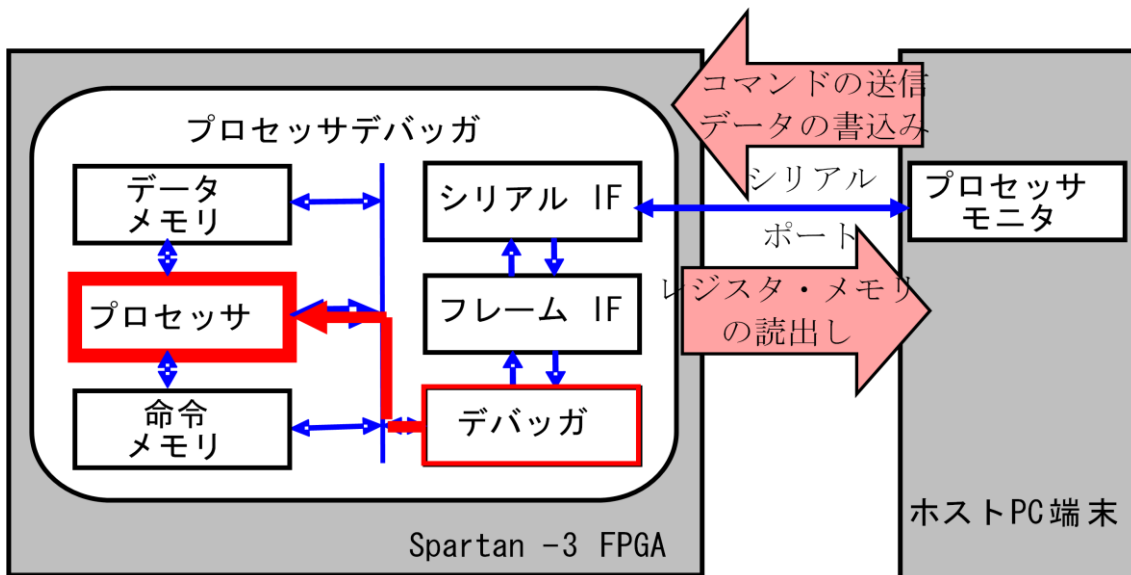 コマンドの送信
データの書込み
プロセッサデバッガ
データ
メモリ
シリアル IF
シリアル
ポート
プロセッサ
モニタ
プロセッサ
フレーム IF
レジスタ・メモリ
の読出し
命令
メモリ
デバッガ
ホストPC端末
Spartan -3 FPGA